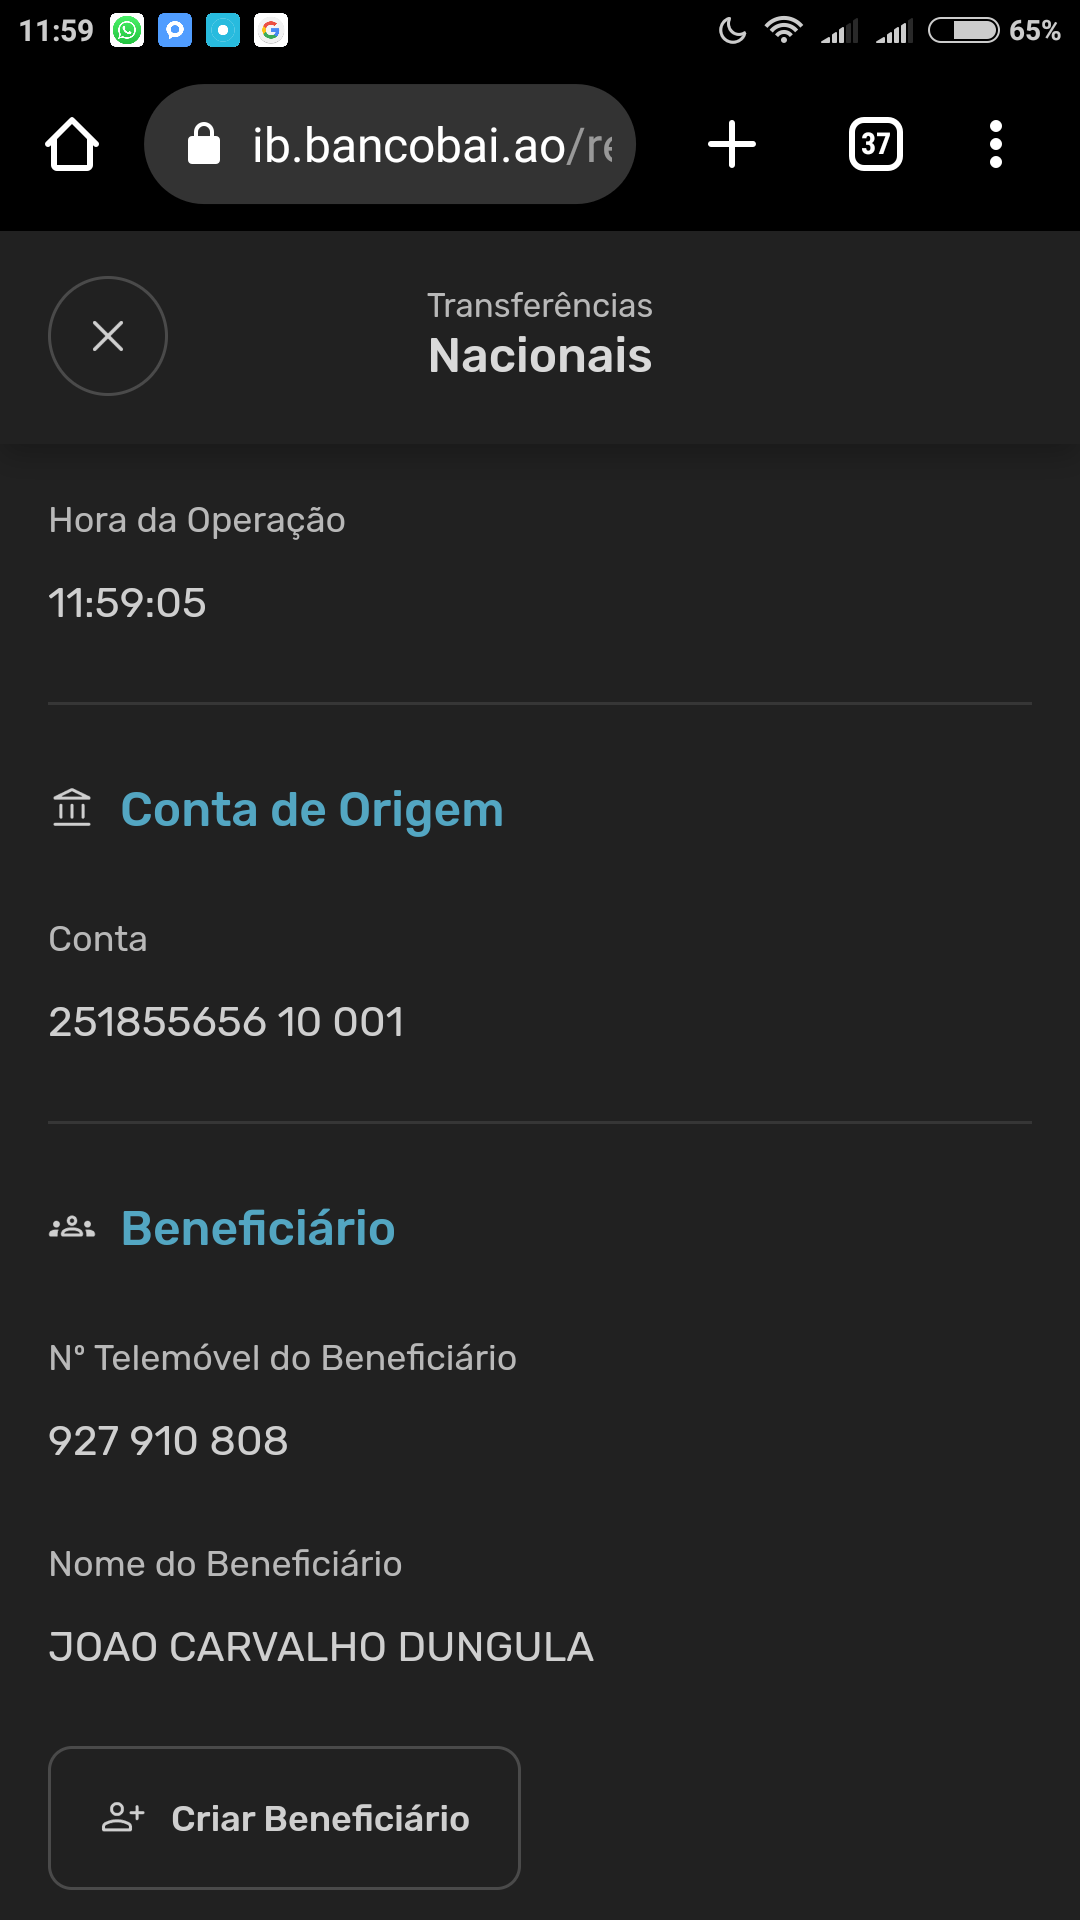 11:59
65%
ib.bancobai.ao/re
37
Transferências
Nacionais
Hora da Operação
11:59:05
Conta de Origem
Conta
251855656 10 001
Beneficiário
Nº Telemóvel do Beneficiário
927 910 808
Nome do Beneficiário
JOAO CARVALHO DUNGULA
Criar Beneficiário